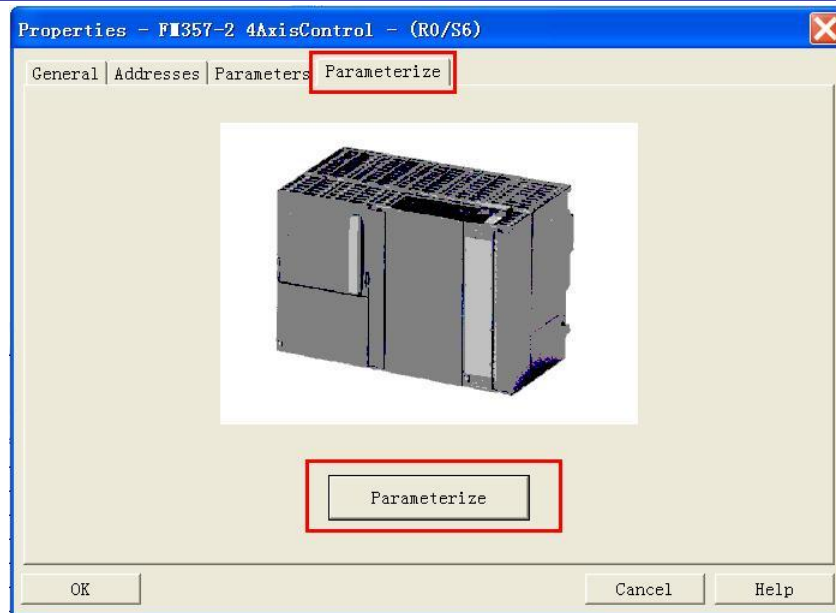 Properties - FM357-2 4AxisControl - (R0/S6)
General Addresses Parameters Parameterize
Parameterize
OK Cancel Help